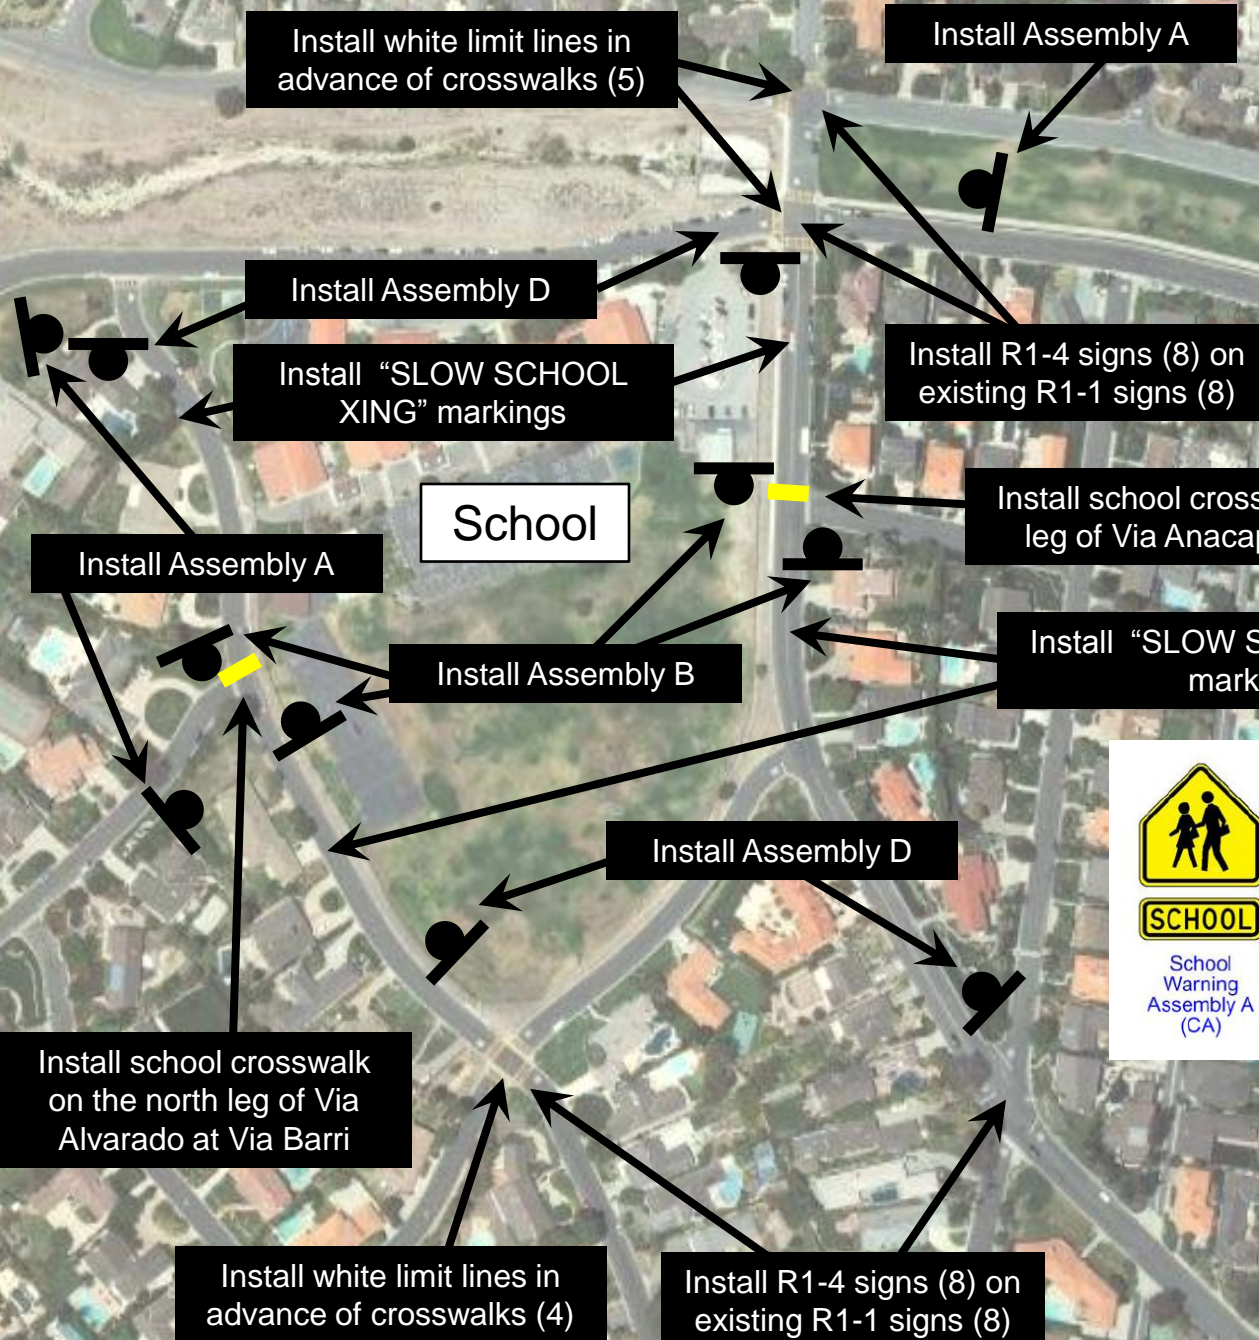 Install white limit lines in
advance of crosswalks (5)
Install Assembly A
Install Assembly D
Install “SLOW SCHOOL
XING” markings
Install R1-4 signs (8) on
existing R1-1 signs (8)
School
Install school
leg of Via
Install Assembly A
Install Assembly B
Install “SLOW
Install Assembly D
SCHOOL
School
Warning
Assembly A
(CA)
Install school crosswalk
on the north leg of Via
Alvarado at Via Barri
Install white limit lines in
advance of crosswalks (4)
Install R1-4 signs (8) on
existing R1-1 signs (8)